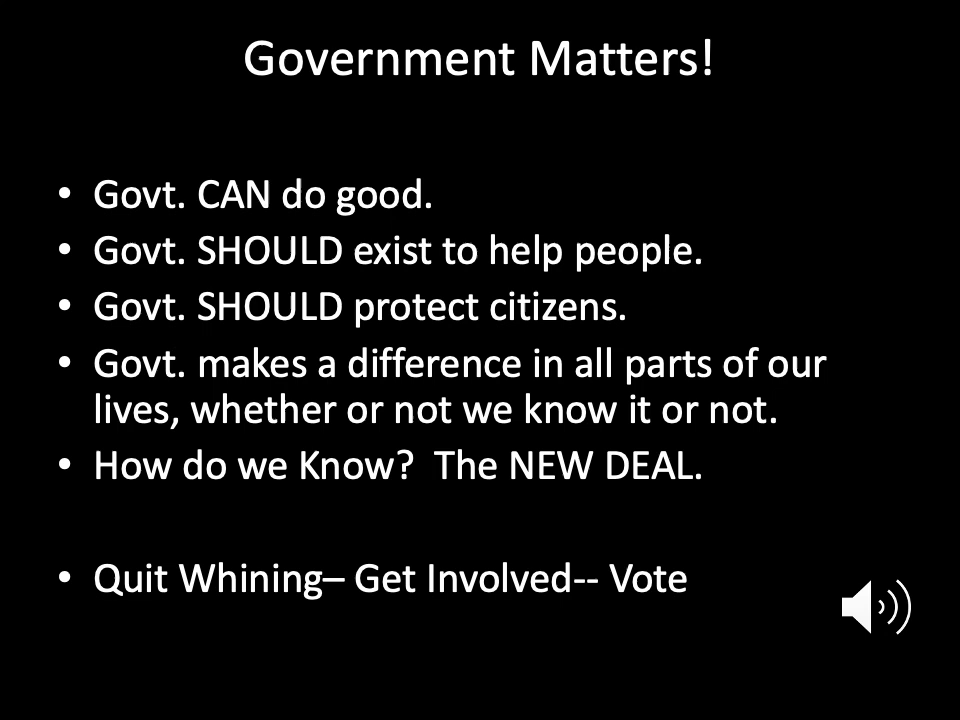 Government Matters!
• Govt. CAN do good.
• Govt. SHOULD exist to help people.
• Govt. SHOULD protect citizens.
• Govt. makes a difference in all parts of our
lives, whether or not we know it or not.
• How do we Know?  The NEW DEAL.
• Quit Whining– Get Involved-- Vote